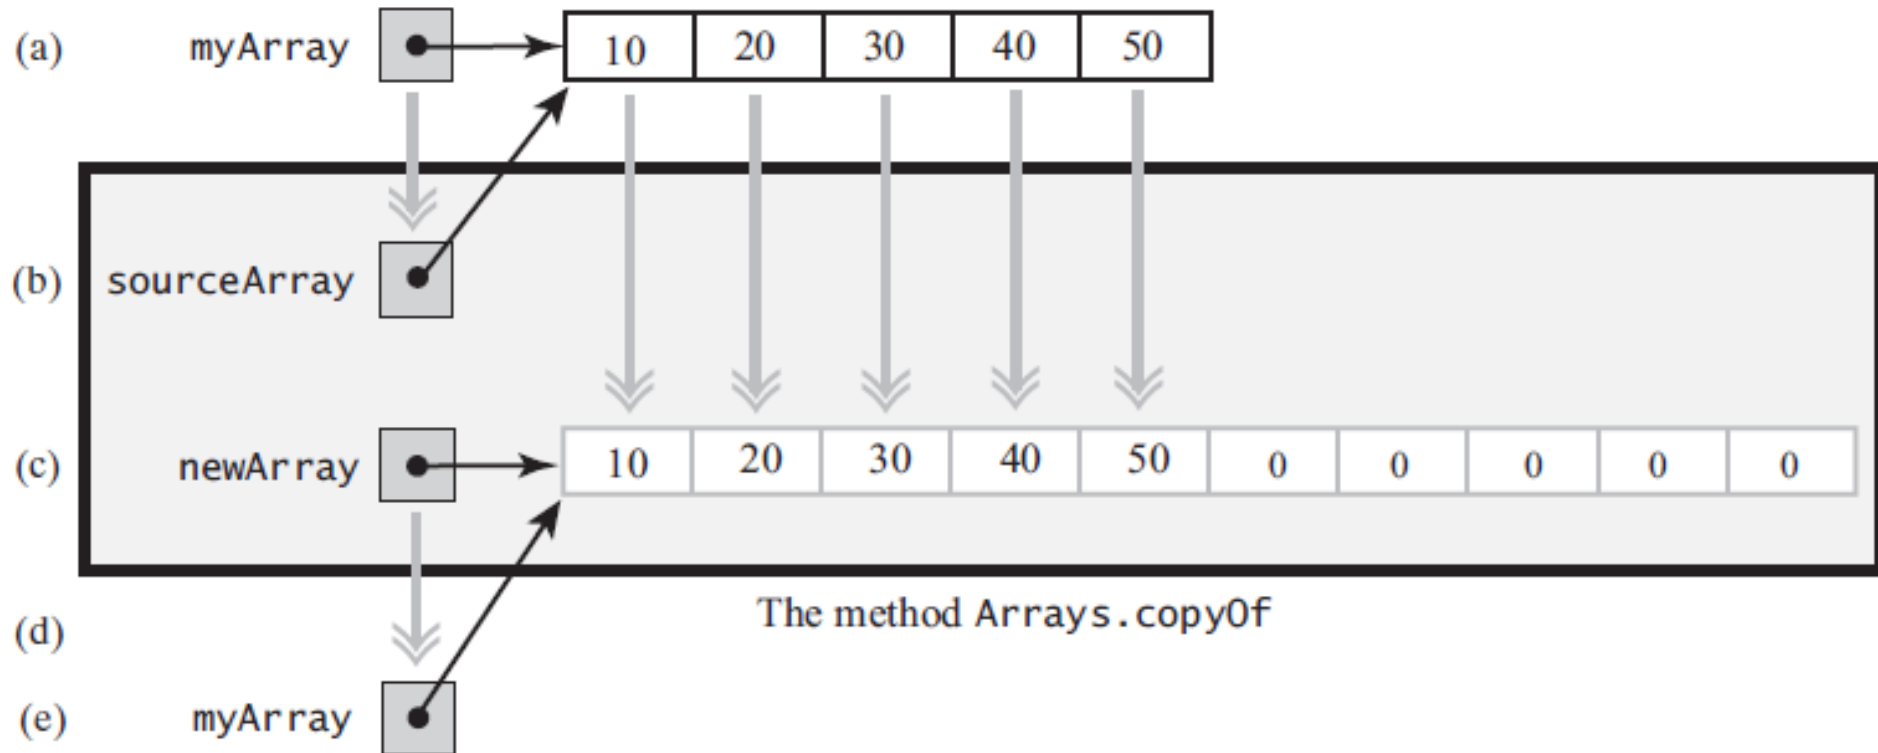 (a) myArray 10 20 30 40 50
(b) sourceArray
(c) newArray 10 20 30 40 50 0 0 0 0 0
The method Arrays.copyOf
(d)
(e) myArray